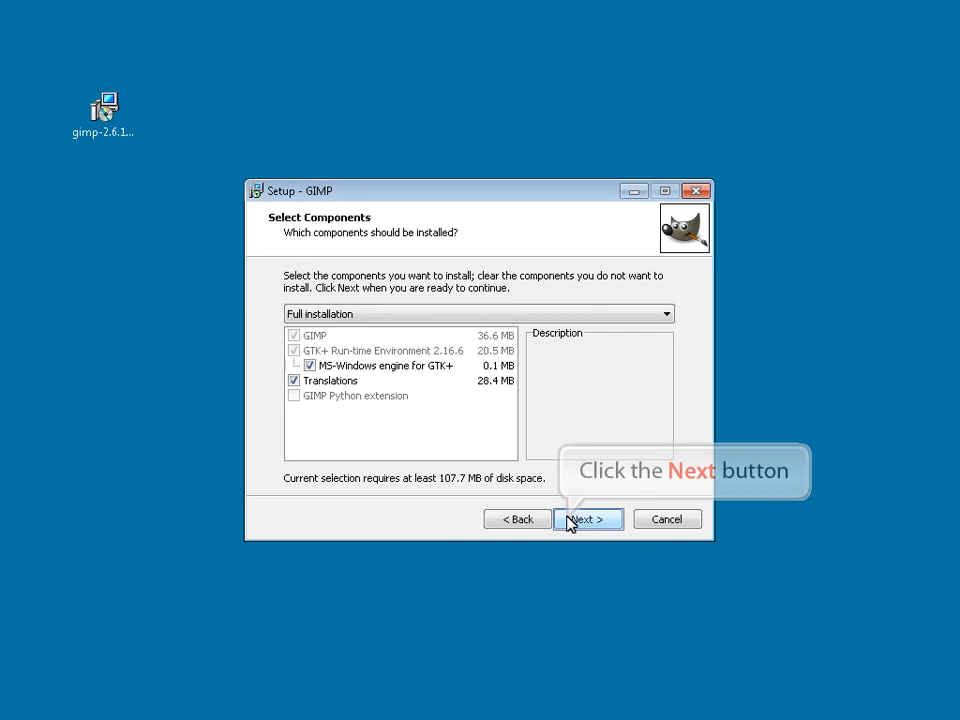 gimp-2.6.1...
Setup - GIMP
Select Components
Which components should be installed?
Select the components you want to install; clear the components you do not want to
install. Click Next when you are ready to continue.
Full installation
GIMP 36.6 MB
GTK+ Run-time Environment 2.16.6 20.5 MB
MS-Windows engine for GTK+ 0.1 MB
Translations 28.4 MB
GIMP Python extension
Description
Current selection requires at least 107.7 MB of disk space.
Click the Next button
< Back
Next >
Cancel